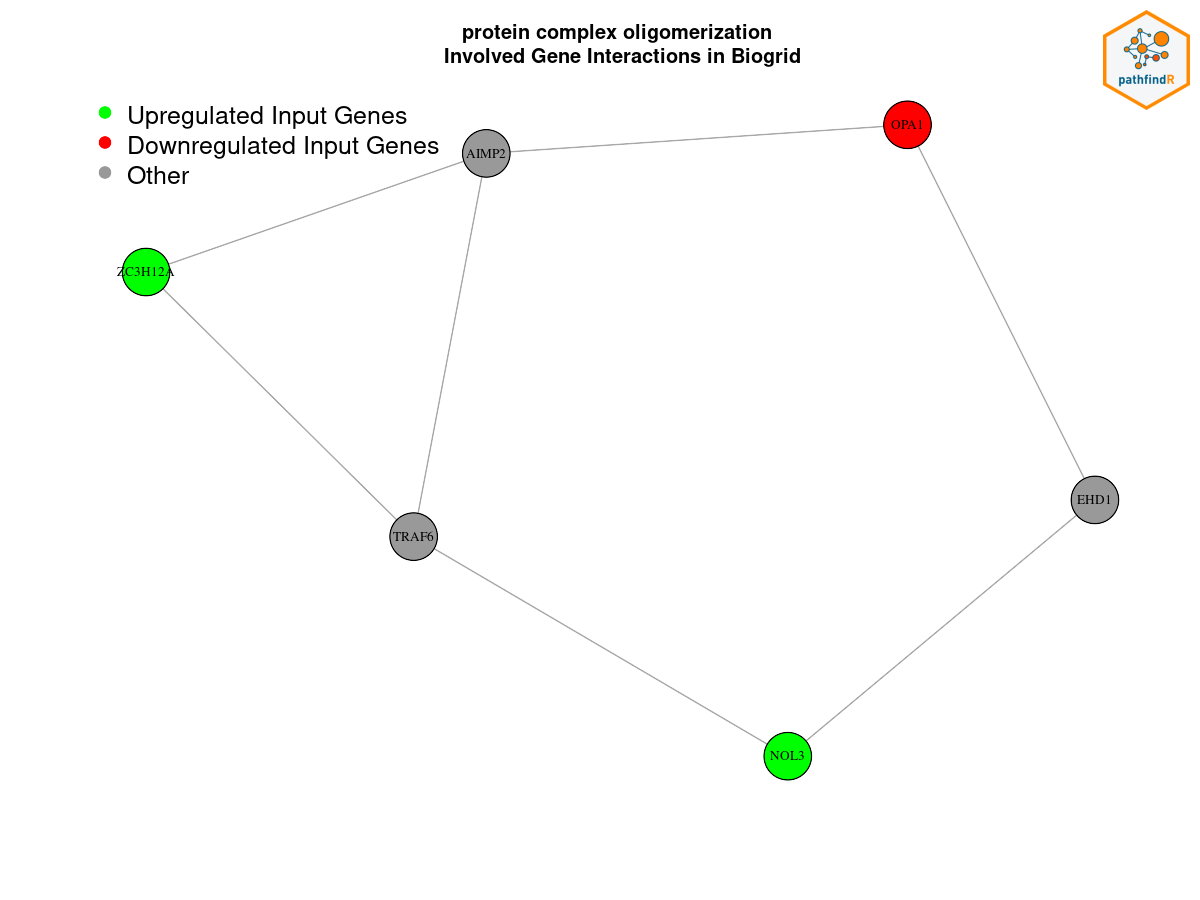 protein complex oligomerization
Involved Gene Interactions in Biogrid
pathfindR
Upregulated Input Genes
Downregulated Input Genes
Other
OPA1
AIMP2
ZC3H12A
EHD1
TRAF6
NOL3